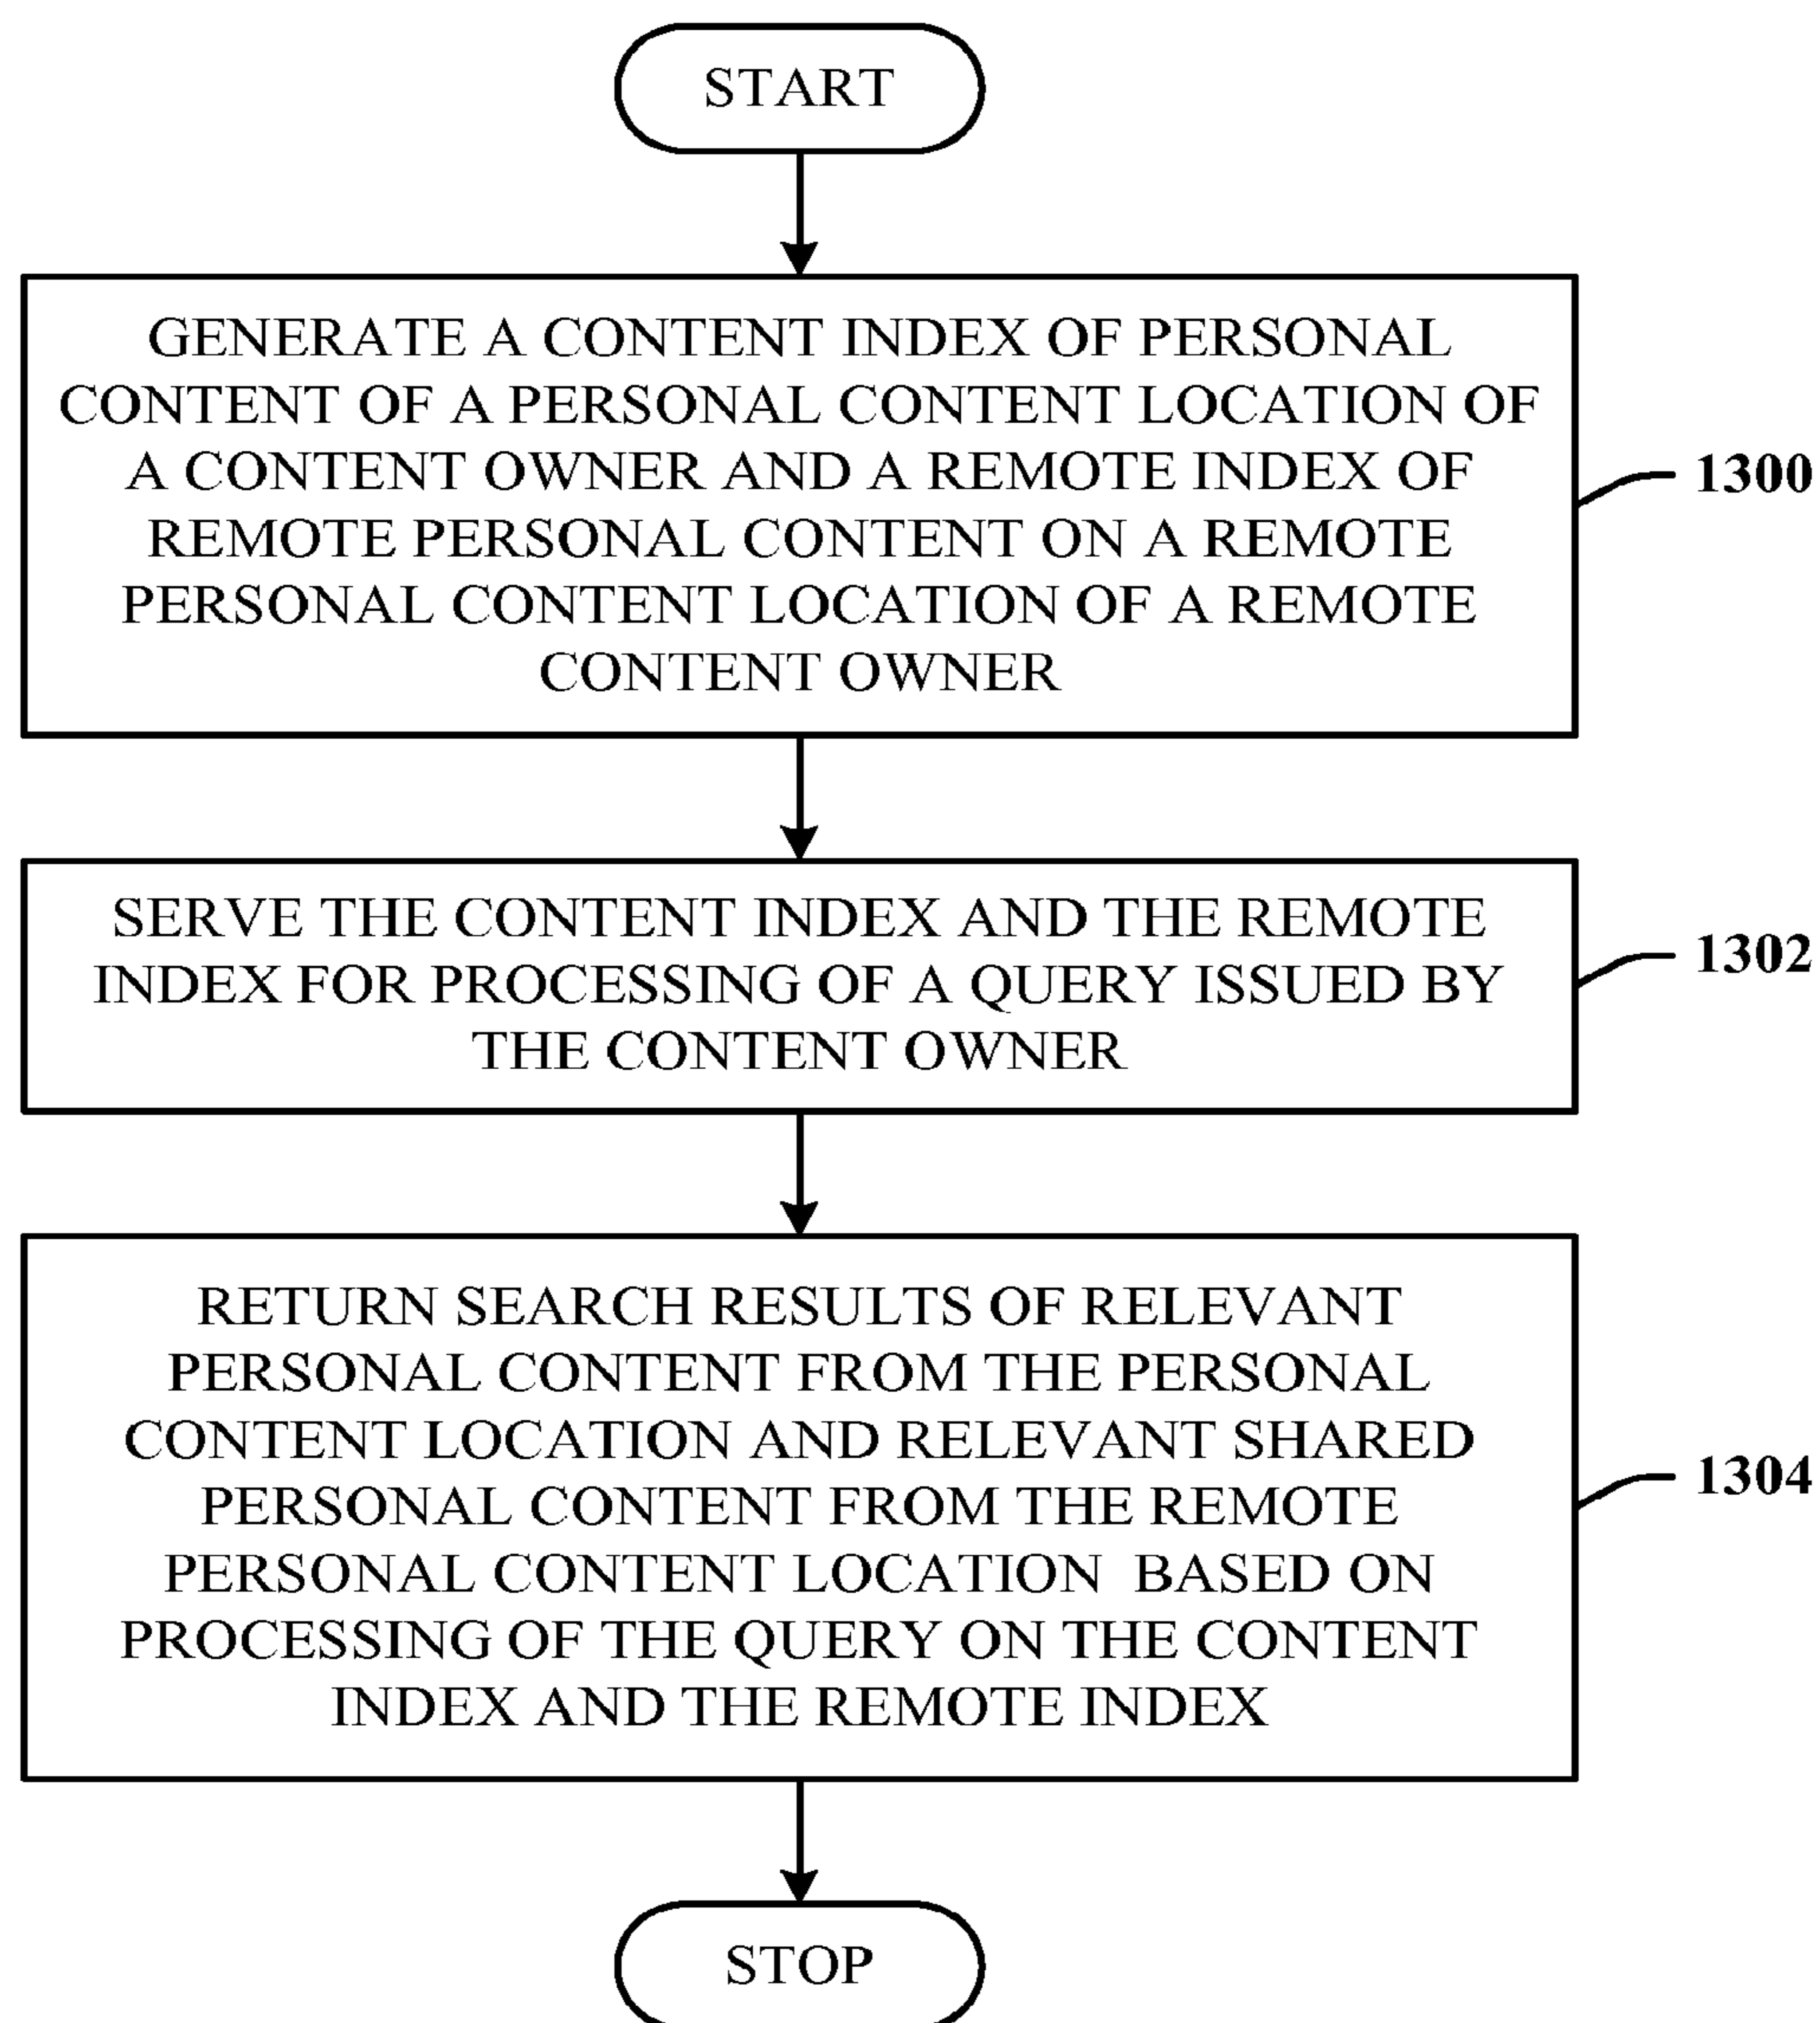 START
GENERATE A CONTENT INDEX OF PERSONAL
CONTENT OF A PERSONAL CONTENT LOCATION OF
A CONTENT OWNER AND A REMOTE INDEX OF
REMOTE PERSONAL CONTENT ON A REMOTE
PERSONAL CONTENT LOCATION OF A REMOTE
CONTENT OWNER
1300
SERVE THE CONTENT INDEX AND THE REMOTE
INDEX FOR PROCESSING OF A QUERY ISSUED BY
THE CONTENT OWNER
1302
RETURN SEARCH RESULTS OF RELEVANT
PERSONAL CONTENT FROM THE PERSONAL
CONTENT LOCATION AND RELEVANT SHARED
PERSONAL CONTENT FROM THE REMOTE
PERSONAL CONTENT LOCATION BASED ON
PROCESSING OF THE QUERY ON THE CONTENT
INDEX AND THE REMOTE INDEX
1304
STOP